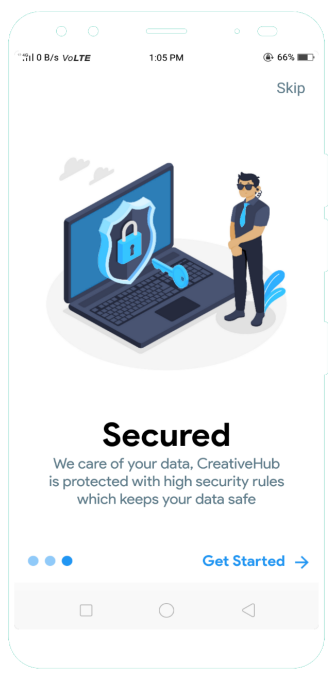 0 B/s VoLTE 1:05 PM 66%
Skip
Secured
We care of your data, CreativeHub
is protected with high security rules
which keeps your data safe
Get Started